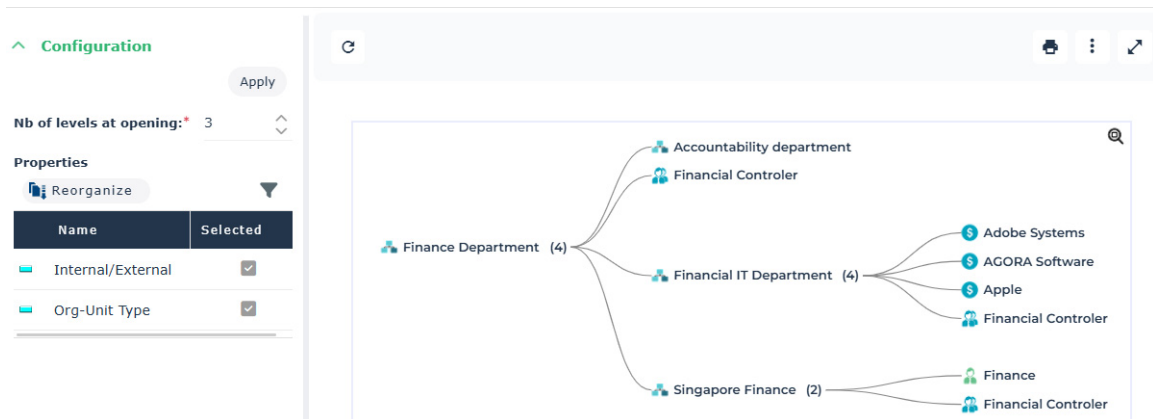 Configuration
Apply
Nb of levels at opening:* 3
Properties
Reorganize
Name Selected
Internal/External
Org-Unit Type
Accountability department
Financial Controler
Finance Department (4)
Adobe Systems
AGORA Software
Financial IT Department (4)
Apple
Financial Controler
Finance
Singapore Finance (2)
Financial Controler